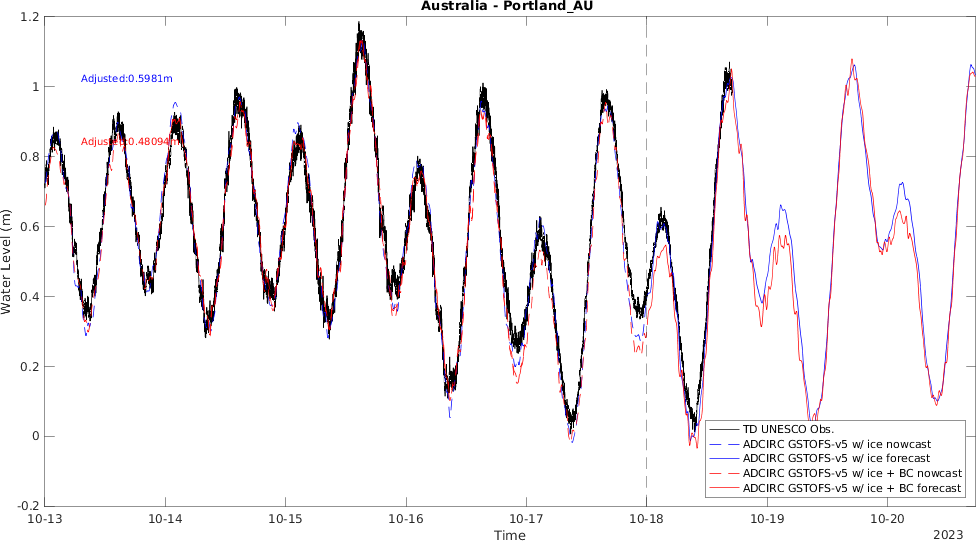 Australia - Portland_AU
1.2
1
0.8
0.6
0.4
0.2
0
-0.2
Water Level (m)
Adjusted:0.5981m
Adjusted:0.48094m
TD UNESCO Obs.
ADCIRC GSTOFS-v5 w/ ice nowcast
ADCIRC GSTOFS-v5 w/ ice forecast
ADCIRC GSTOFS-v5 w/ ice + BC nowcast
ADCIRC GSTOFS-v5 w/ ice + BC forecast
10-13 10-14 10-15 10-16 10-17 10-18 10-19 10-20
Time
2023